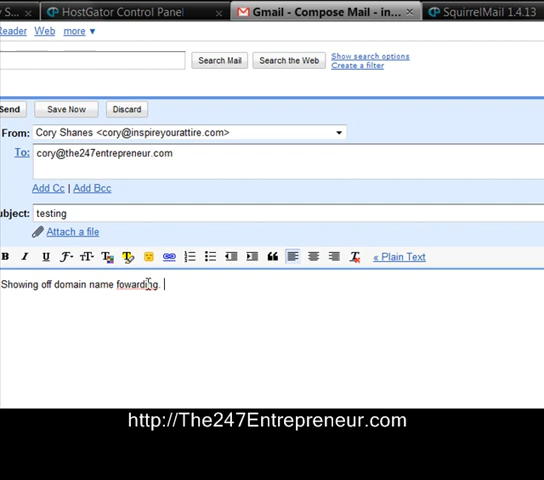 y S... × HostGator Control Panel Gmail - Compose Mail - in... × SquirrelMail 1.4.13
Reader Web more ▼
Search Mail Search the Web Show search options
Create a filter
Send Save Now Discard
From: Cory Shanes <cory@inspireyourattire.com>
To: cory@the247entrepreneur.com
Add Cc | Add Bcc
ubject: testing
Attach a file
B I U « Plain Text
Showing off domain name fowarding.
http://The247Entrepreneur.com